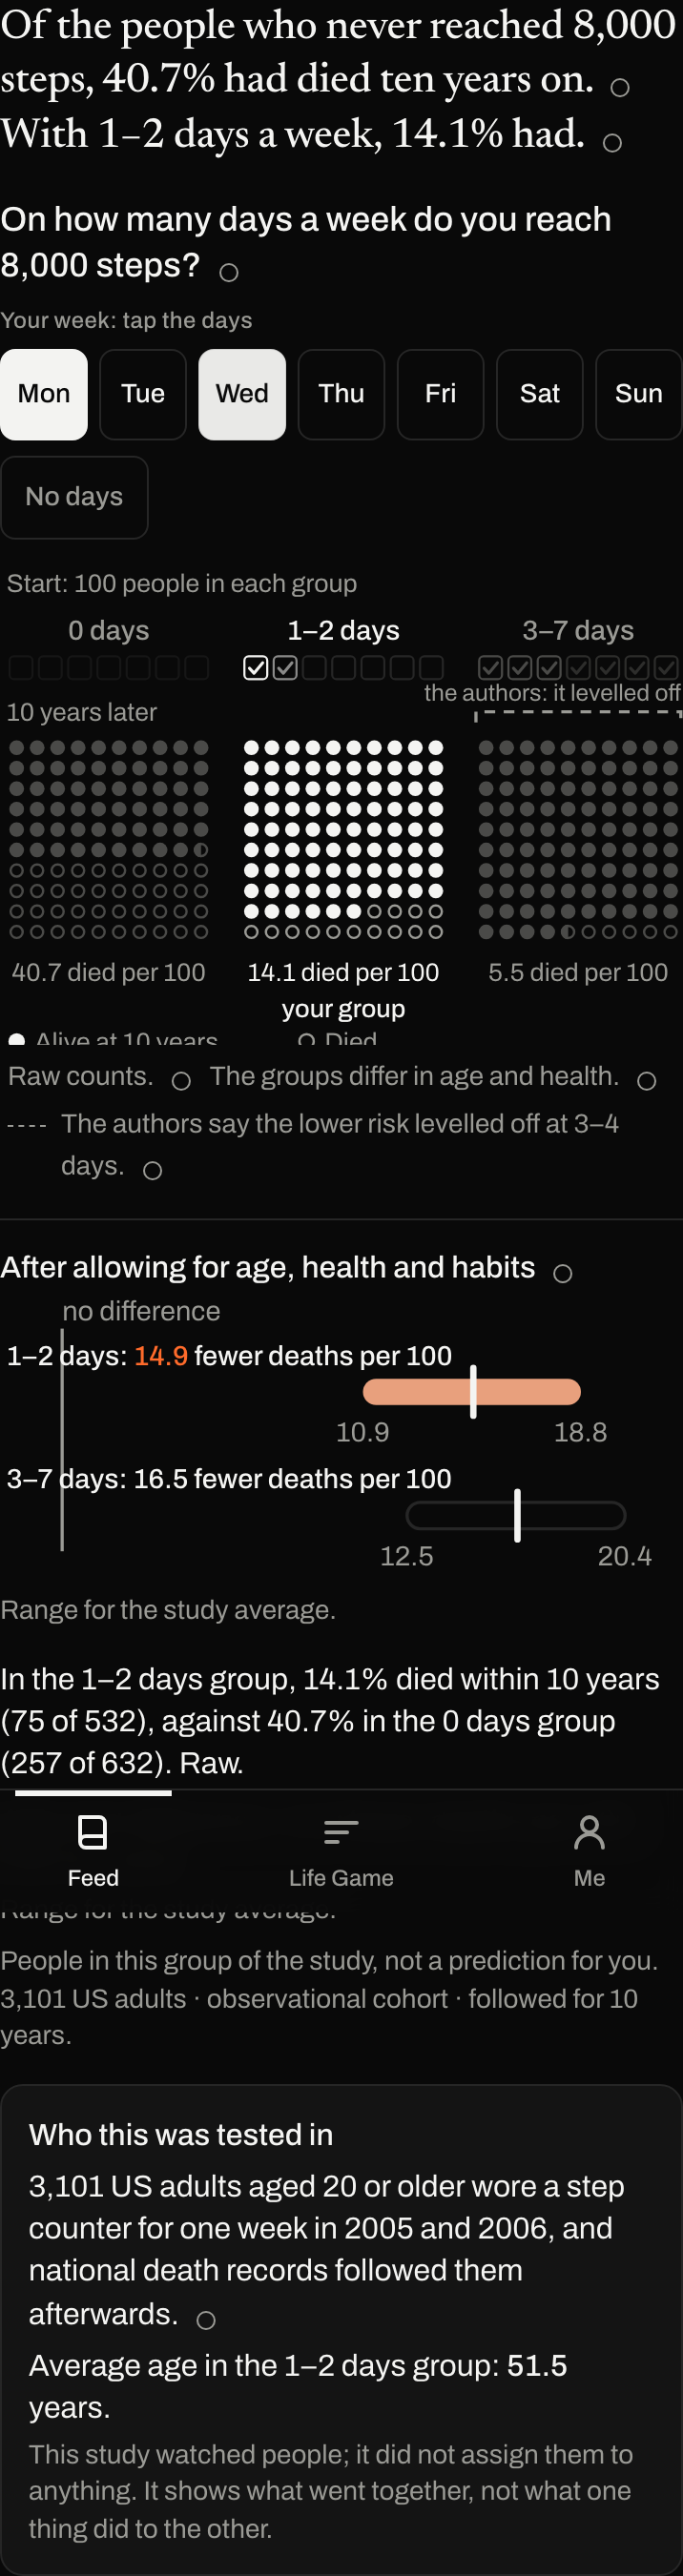 Of the people who never reached 8,000
steps, 40.7% had died ten years on.
With 1–2 days a week, 14.1% had.
On how many days a week do you reach
8,000 steps?
Your week: tap the days
Mon Tue Wed Thu Fri Sat Sun
No days
Start: 100 people in each group
0 days 1–2 days 3–7 days
the authors: it levelled off
10 years later
40.7 died per 100 14.1 died per 100 5.5 died per 100
your group
Alive at 10 years Died
Raw counts. The groups differ in age and health.
The authors say the lower risk levelled off at 3–4
days.
After allowing for age, health and habits
no difference
1–2 days: 14.9 fewer deaths per 100
10.9 18.8
3–7 days: 16.5 fewer deaths per 100
12.5 20.4
Range for the study average.
In the 1–2 days group, 14.1% died within 10 years
(75 of 532), against 40.7% in the 0 days group
(257 of 632). Raw.
Feed Life Game Me
Range for the study average.
People in this group of the study, not a prediction for you.
3,101 US adults · observational cohort · followed for 10
years.
Who this was tested in
3,101 US adults aged 20 or older wore a step
counter for one week in 2005 and 2006, and
national death records followed them
afterwards.
Average age in the 1–2 days group: 51.5
years.
This study watched people; it did not assign them to
anything. It shows what went together, not what one
thing did to the other.